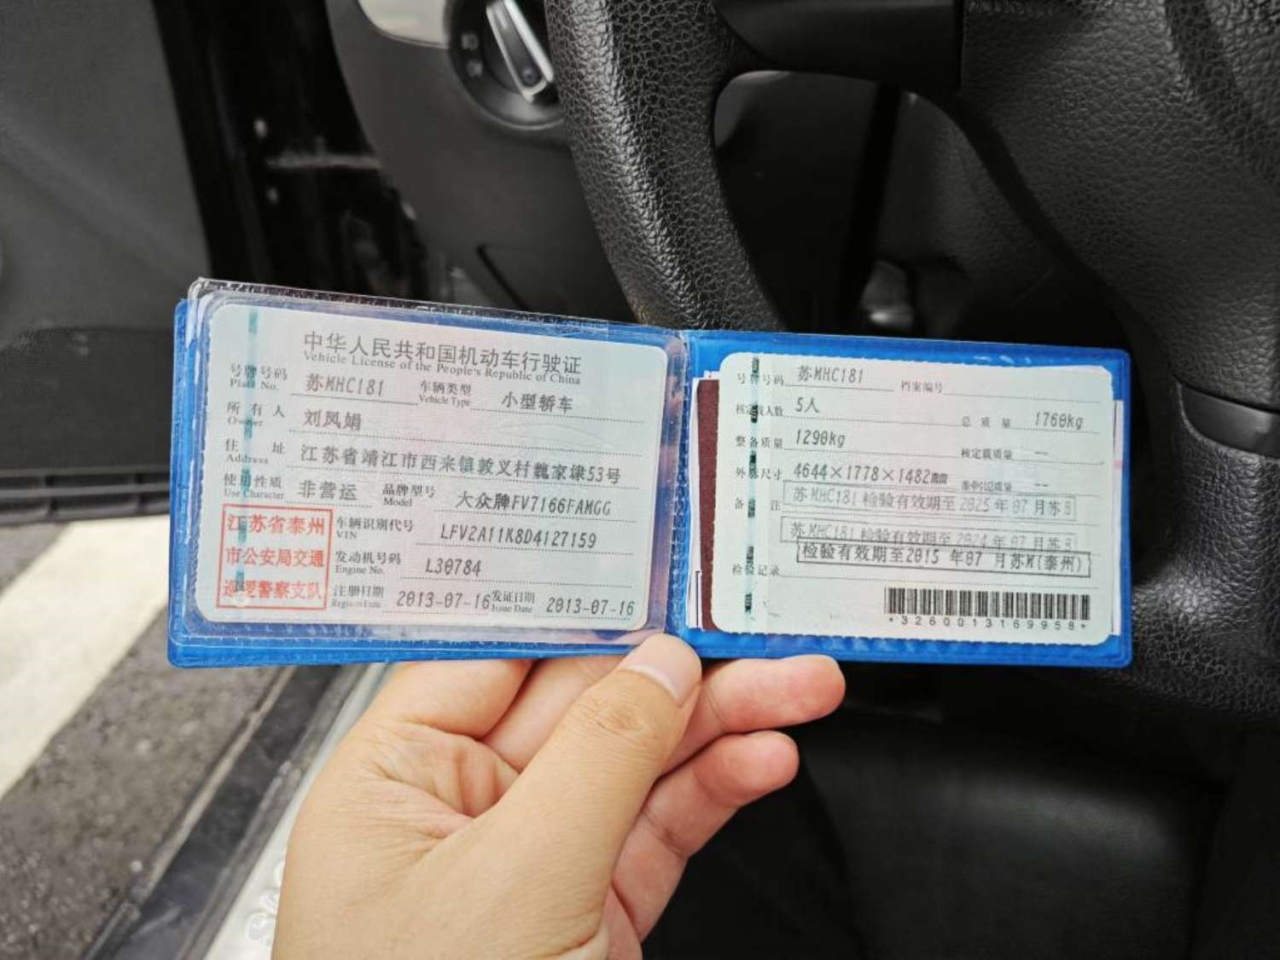 中华人民共和国机动车行驶证
Vehicle License of the People's Republic of China
号牌号码 苏MHC181 车辆类型 小型轿车
Plate No. Vehicle Type
所有人 刘凤娟
Owner
住址 江苏省靖江市西来镇敦义村魏家埭53号
Address
使用性质 非营运 品牌型号 大众牌FV7166FAMGG
Use Character Model
江苏省泰州
市公安局交通
巡逻警察支队
车辆识别代号 LFV2A11K8D4127159
VIN
发动机号码 L30784
Engine No.
注册日期 2013-07-16 发证日期 2013-07-16
Register Date Issue Date
号牌号码 苏MHC181 档案编号
核定载人数 5人 总质量 1760kg
整备质量 1290kg 核定载质量 --
外廓尺寸 4644×1778×1482mm 准牵引总质量 --
备注 苏MHC181 检验有效期至2025年07月苏
苏MHC181 检验有效期至2024年07月苏
检验有效期至2015年07月苏M(泰州)
检验记录
*3260013169958*